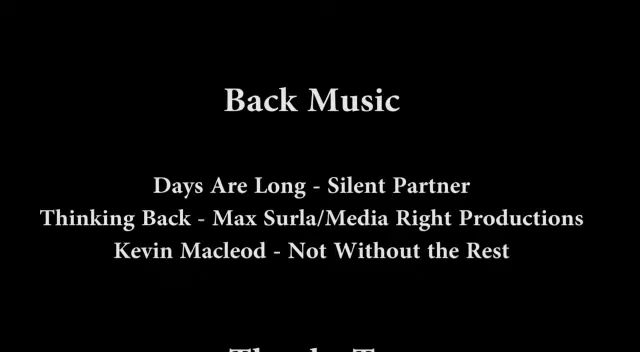 Back Music
Days Are Long - Silent Partner
Thinking Back - Max Surla/Media Right Productions
Kevin Macleod - Not Without the Rest